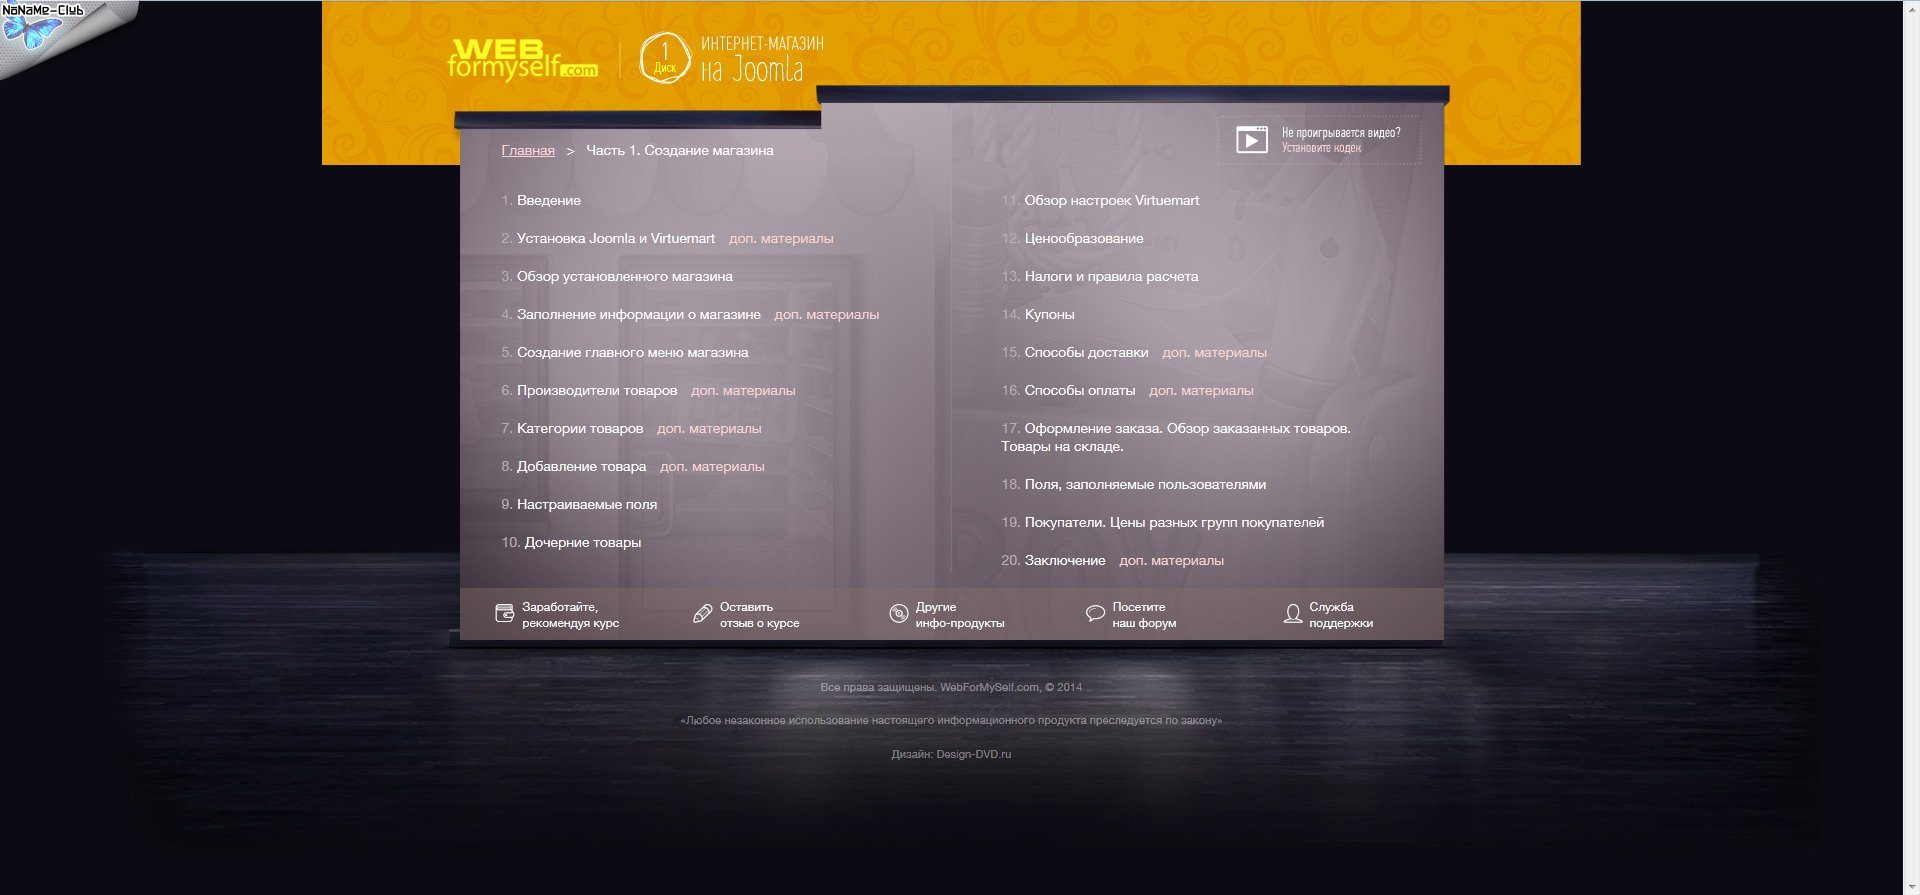 NoNaMe-Club
WEB
formyself.com
1
Диск
ИНТЕРНЕТ-МАГАЗИН
на Joomla
Не проигрывается видео?
Установите кодек
Главная > Часть 1. Создание магазина
1. Введение
2. Установка Joomla и Virtuemart доп. материалы
3. Обзор установленного магазина
4. Заполнение информации о магазине доп. материалы
5. Создание главного меню магазина
6. Производители товаров доп. материалы
7. Категории товаров доп. материалы
8. Добавление товара доп. материалы
9. Настраиваемые поля
10. Дочерние товары
11. Обзор настроек Virtuemart
12. Ценообразование
13. Налоги и правила расчета
14. Купоны
15. Способы доставки доп. материалы
16. Способы оплаты доп. материалы
17. Оформление заказа. Обзор заказанных товаров.
Товары на складе.
18. Поля, заполняемые пользователями
19. Покупатели. Цены разных групп покупателей
20. Заключение доп. материалы
Заработайте,
рекомендуя курс
Оставить
отзыв о курсе
Другие
инфо-продукты
Посетите
наш форум
Служба
поддержки
Все права защищены. WebForMySelf.com, © 2014
«Любое незаконное использование настоящего информационного продукта преследуется по закону»
Дизайн: Design-DVD.ru